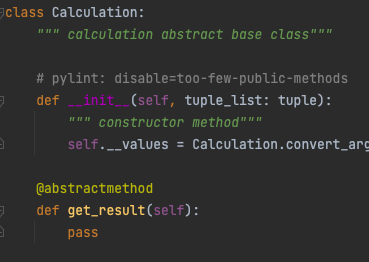 class Calculation:
""" calculation abstract base class"""
# pylint: disable=too-few-public-methods
def __init__(self, tuple_list: tuple):
""" constructor method"""
self.__values = Calculation.convert_arg
@abstractmethod
def get_result(self):
pass